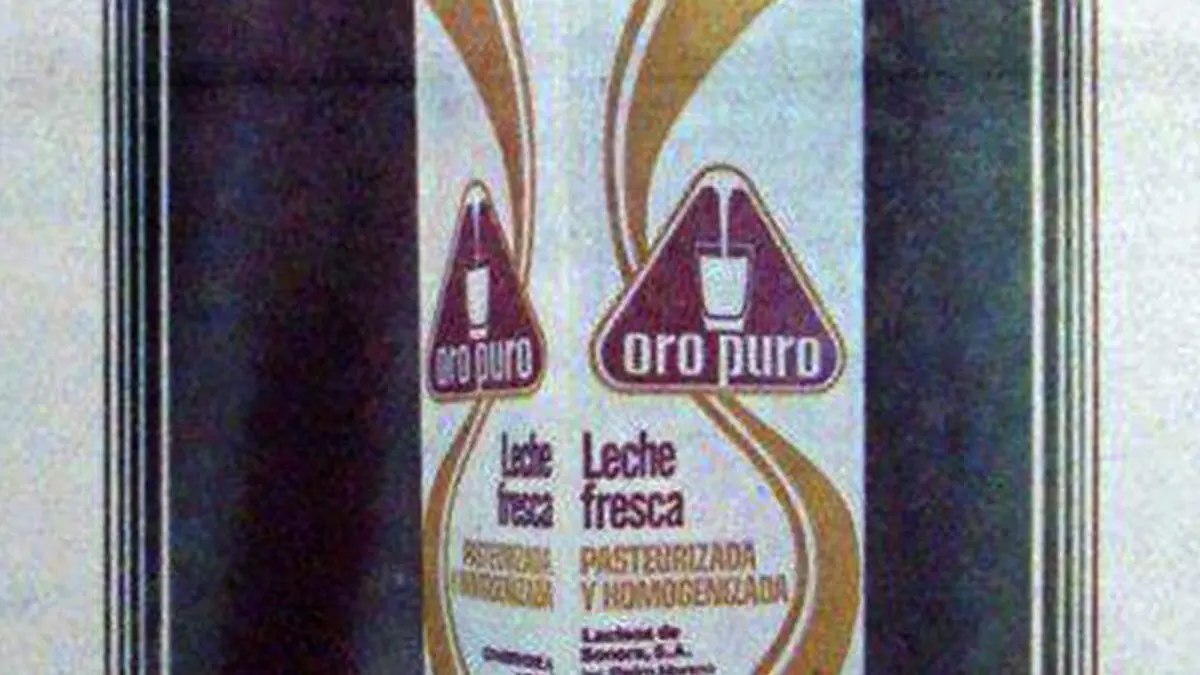 oro puro
Leche
fresca
PASTEURIZADA
Y HOMOGENIZADA
oro puro
Leche
fresca
PASTEURIZADA
Y HOMOGENIZADA
Lacteos de
Sonora, S.A.